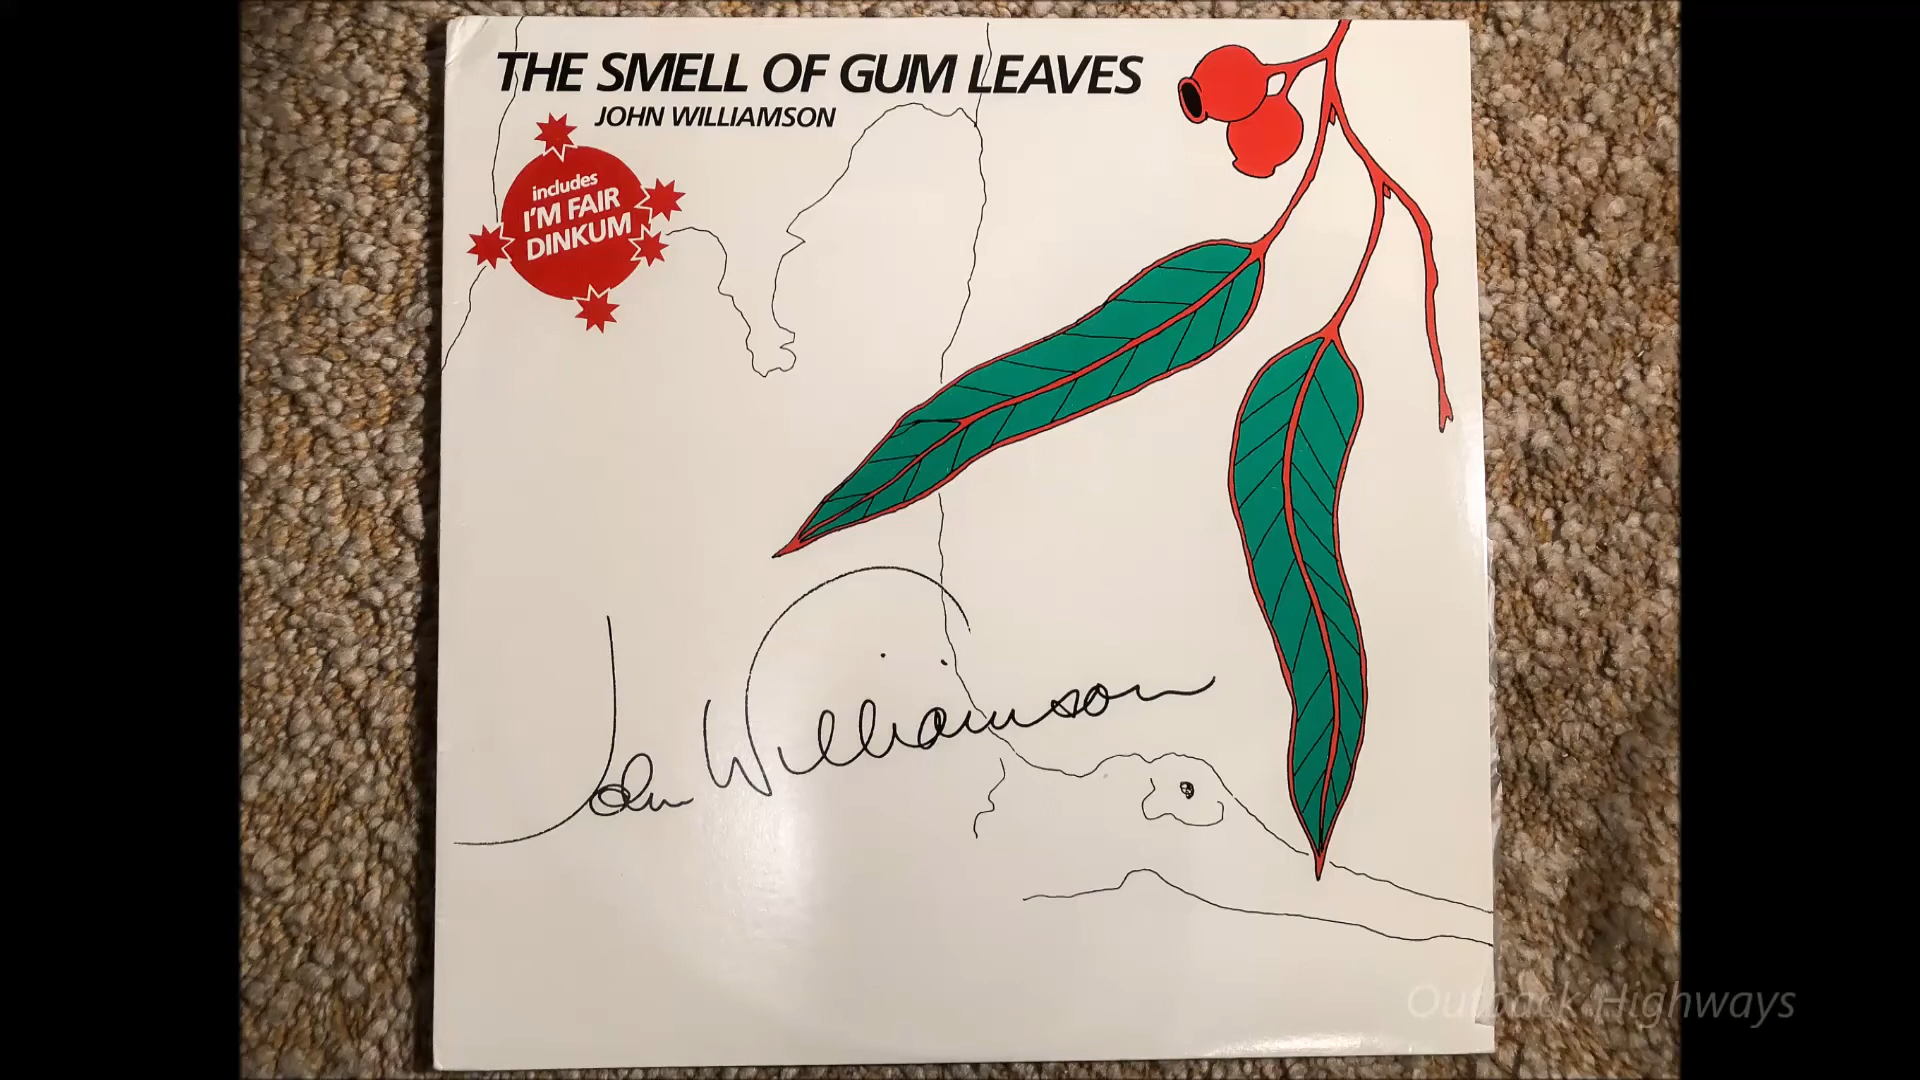 THE SMELL OF GUM LEAVES
JOHN WILLIAMSON
includes
I'M FAIR
DINKUM
John Williamson
Outback Highways